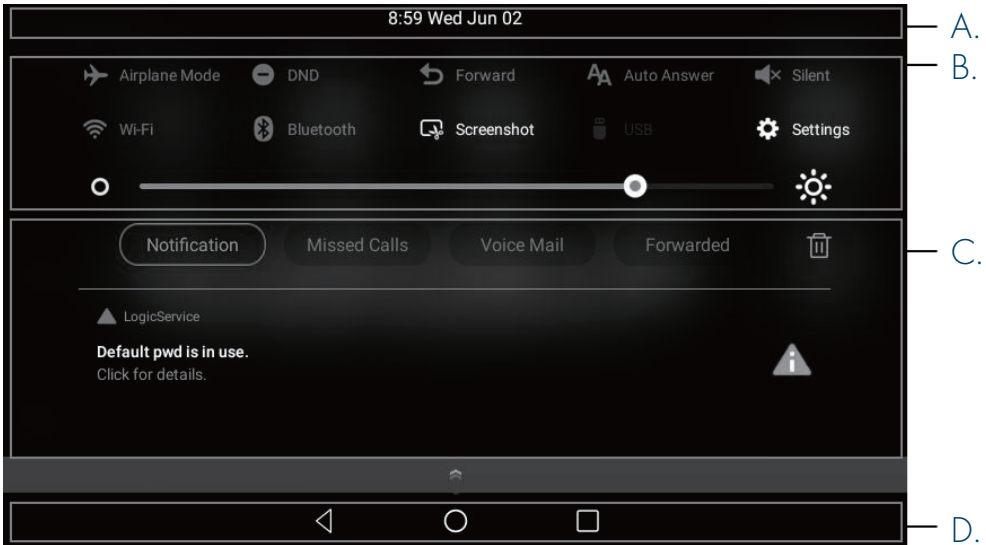 8:59 Wed Jun 02
A.
Airplane Mode DND Forward AA Auto Answer Silent
B.
Wi-Fi Bluetooth Screenshot USB Settings
Notification Missed Calls Voice Mail Forwarded
C.
LogicService
Default pwd is in use.
Click for details.
D.